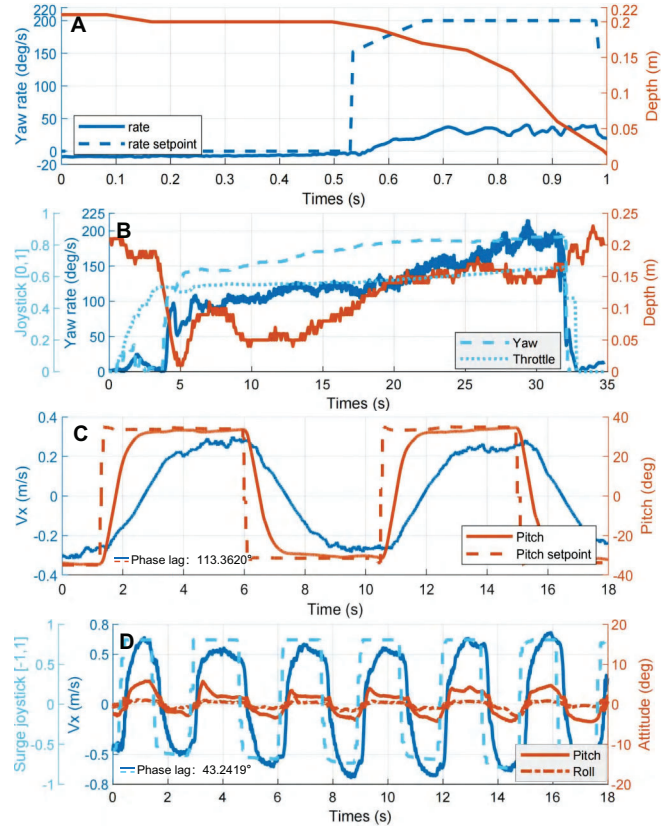 A
Yaw rate (deg/s)
200
150
100
50
0
-20
rate
rate setpoint
0.22
0.2
0.15
0.1
0.05
0
Depth (m)
0 0.1 0.2 0.3 0.4 0.5 0.6 0.7 0.8 0.9 1
Times (s)
B
Joystick [0,1]
1
0.8
0.6
0.4
0.2
0
Yaw rate (deg/s)
225
200
150
100
50
0
Yaw
Throttle
0.25
0.2
0.15
0.1
0.05
0
Depth (m)
0 5 10 15 20 25 30 35
Times (s)
C
Vx (m/s)
0.4
0.2
0
-0.2
-0.4
Phase lag: 113.3620°
Pitch
Pitch setpoint
40
20
0
-20
-40
Pitch (deg)
0 2 4 6 8 10 12 14 16 18
Time (s)
D
Surge joystick [-1,1]
1
0.5
0
-0.5
-1
Vx (m/s)
0.8
0.5
0
-0.5
-0.8
Phase lag: 43.2419°
Pitch
Roll
20
10
0
-10
-20
Attitude (deg)
0 2 4 6 8 10 12 14 16 18
Times (s)